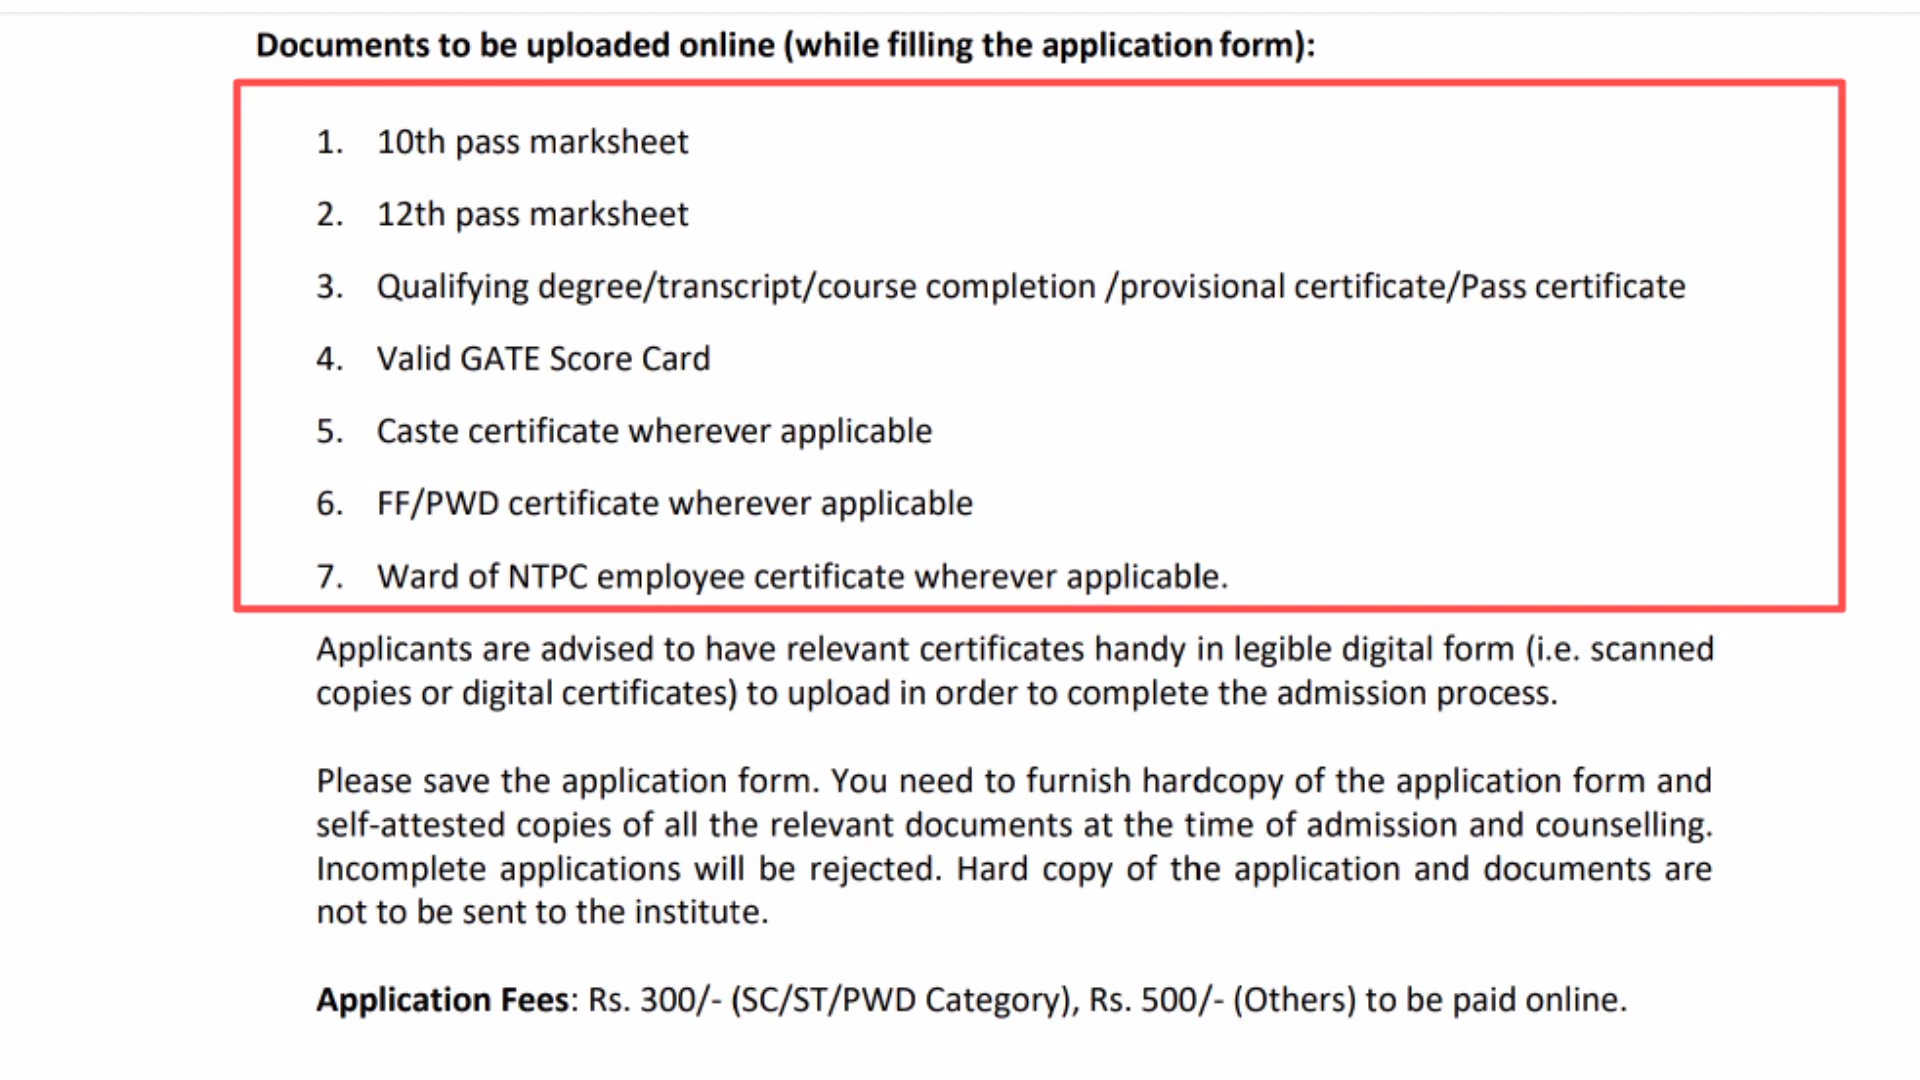 Documents to be uploaded online (while filling the application form):
1. 10th pass marksheet
2. 12th pass marksheet
3. Qualifying degree/transcript/course completion /provisional certificate/Pass certificate
4. Valid GATE Score Card
5. Caste certificate wherever applicable
6. FF/PWD certificate wherever applicable
7. Ward of NTPC employee certificate wherever applicable.
Applicants are advised to have relevant certificates handy in legible digital form (i.e. scanned
copies or digital certificates) to upload in order to complete the admission process.
Please save the application form. You need to furnish hardcopy of the application form and
self-attested copies of all the relevant documents at the time of admission and counselling.
Incomplete applications will be rejected. Hard copy of the application and documents are
not to be sent to the institute.
Application Fees: Rs. 300/- (SC/ST/PWD Category), Rs. 500/- (Others) to be paid online.